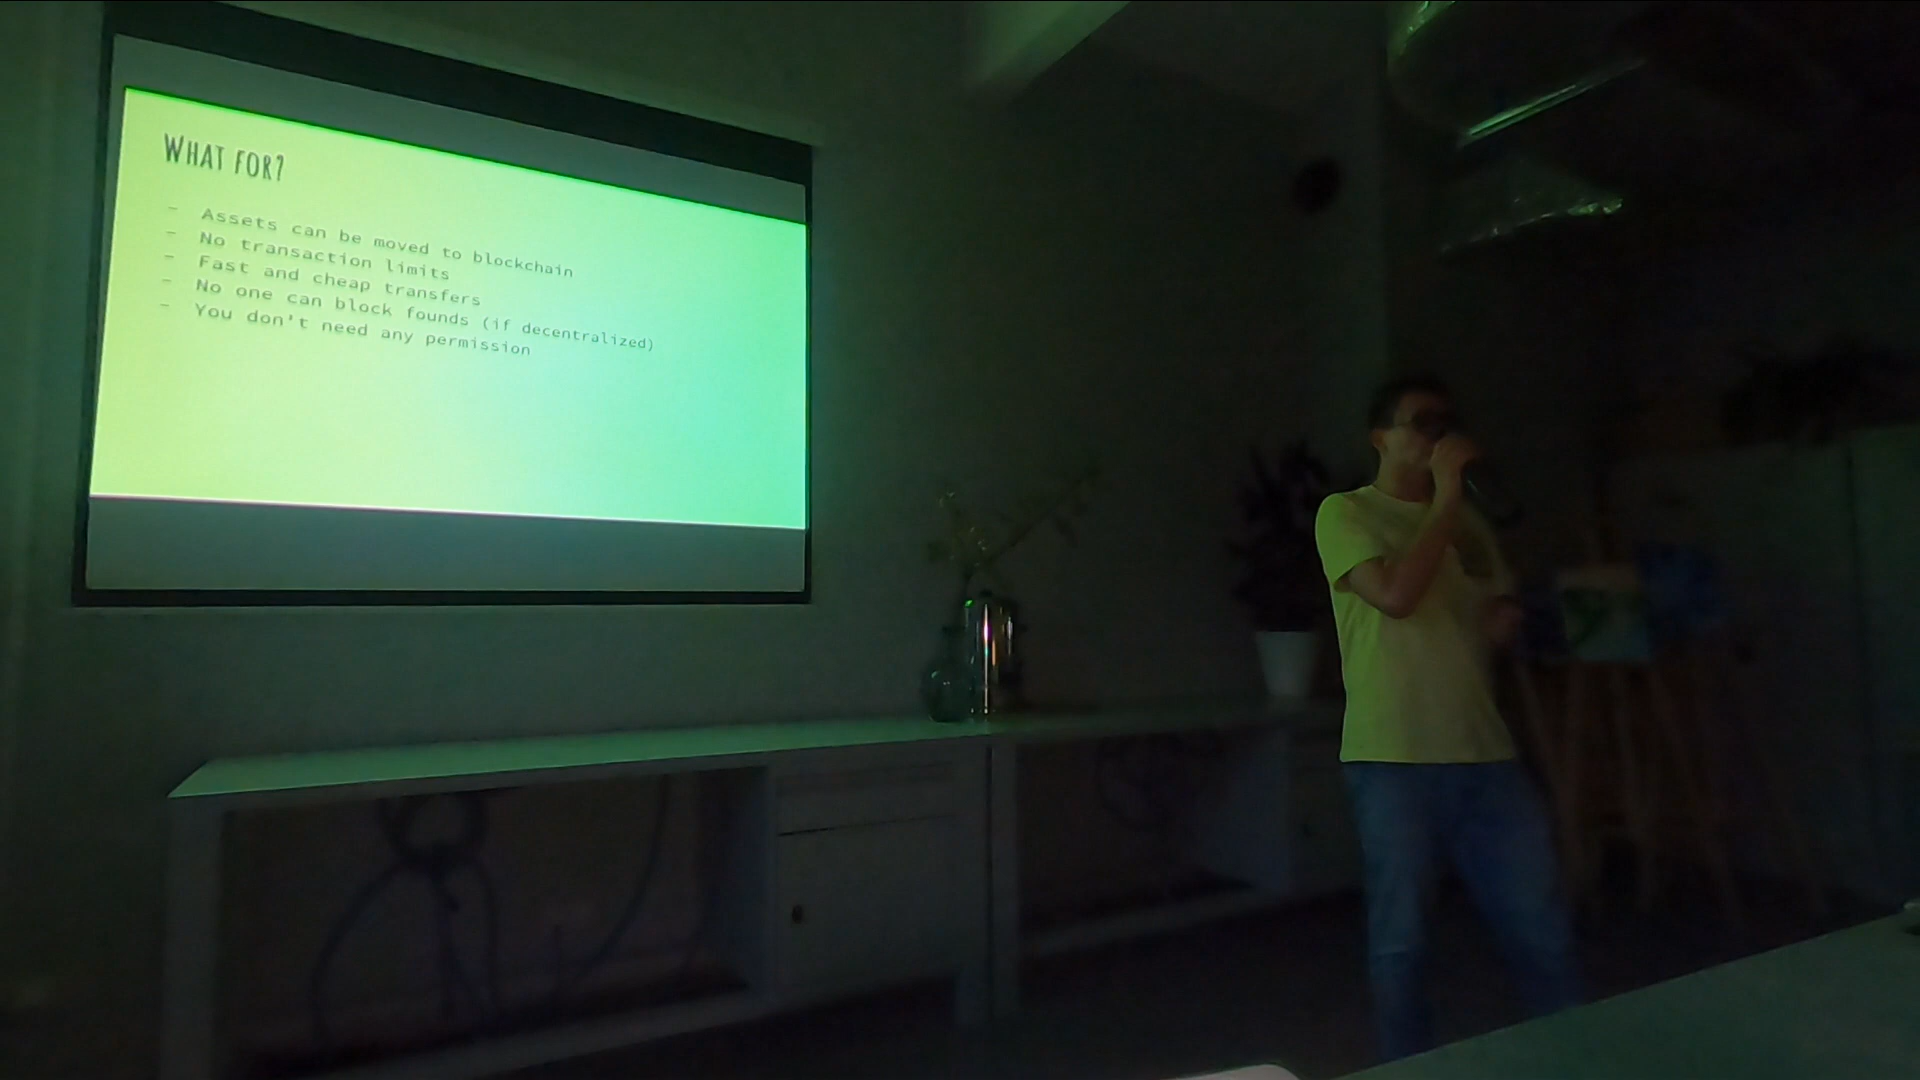 WHAT FOR?
- Assets can be moved to blockchain
- No transaction limits
- Fast and cheap transfers
- No one can block founds (if decentralized)
- You don't need any permission